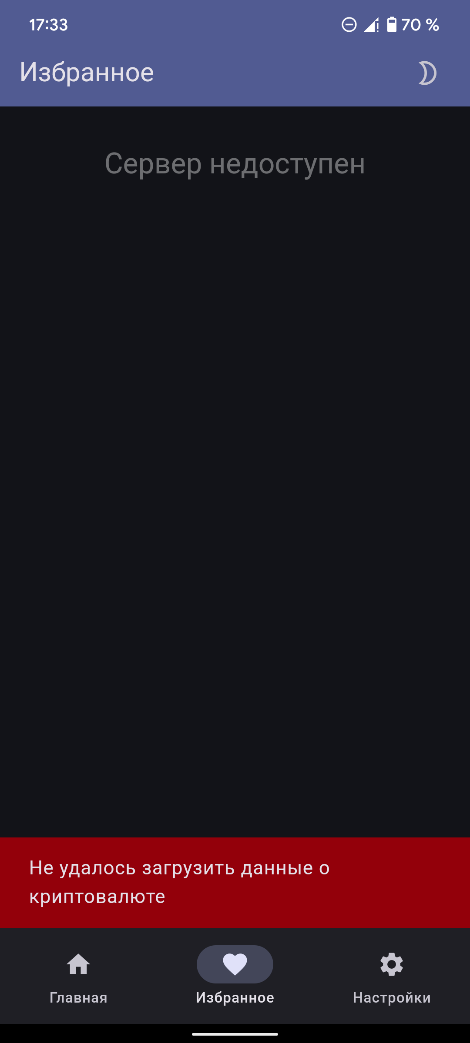 17:33
70 %
Избранное
Сервер недоступен
Не удалось загрузить данные о
криптовалюте
Главная
Избранное
Настройки